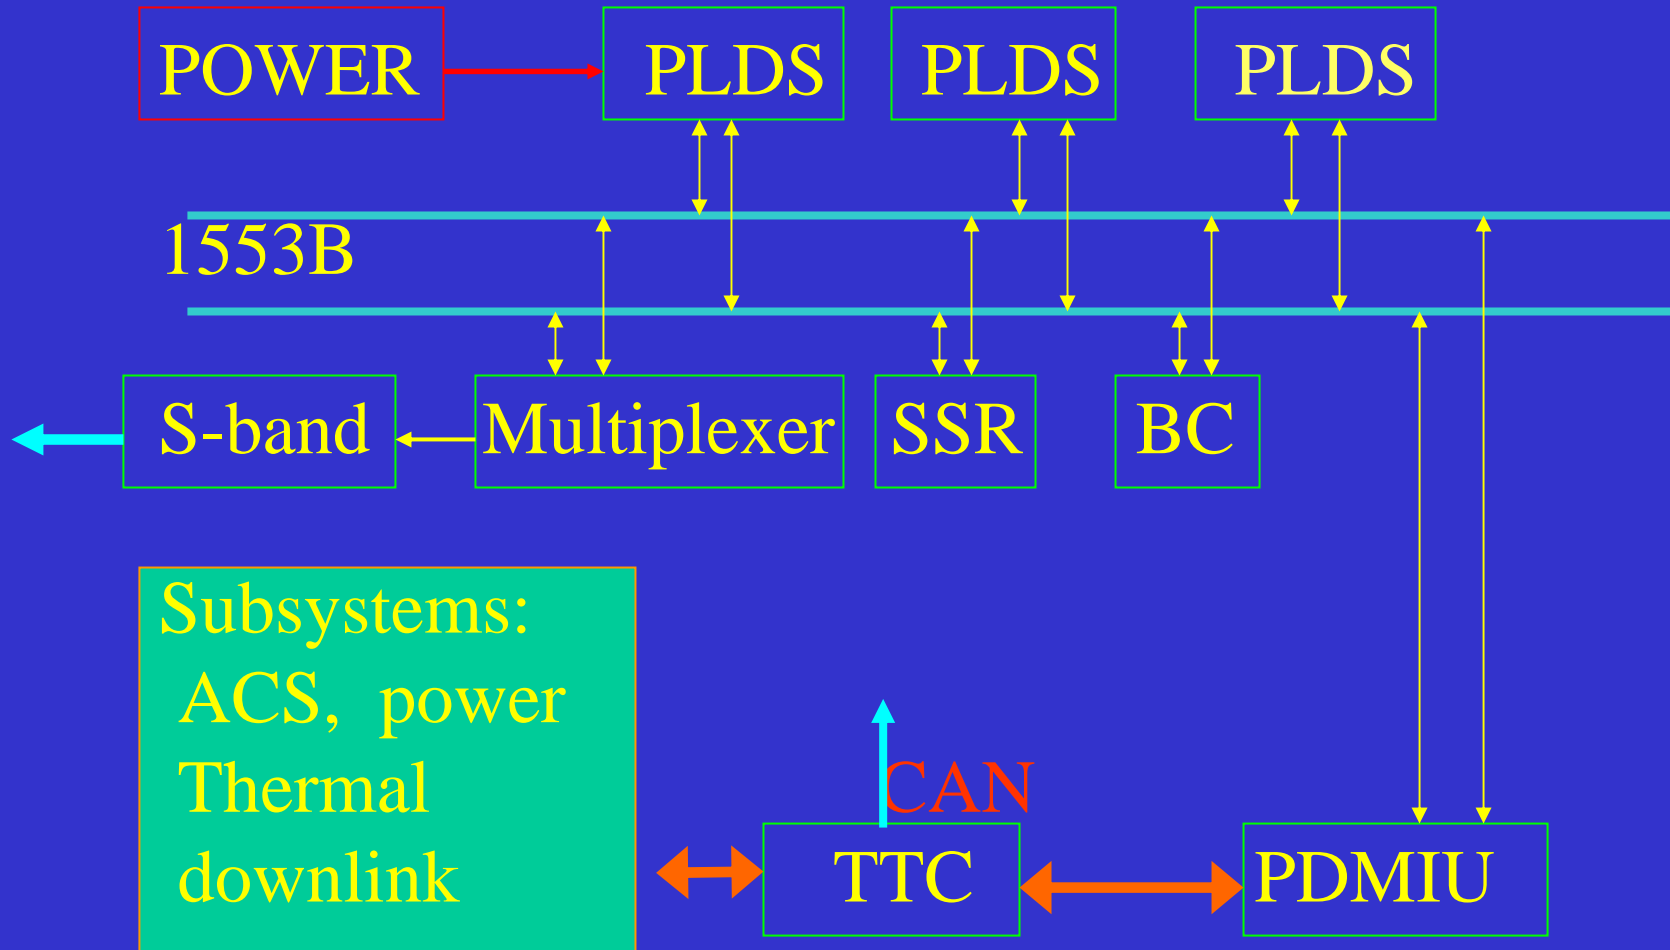 POWER
PLDS
PLDS
PLDS
1553B
S-band
Multiplexer
SSR
BC
Subsystems:
ACS, power
Thermal
downlink
CAN
TTC
PDMIU